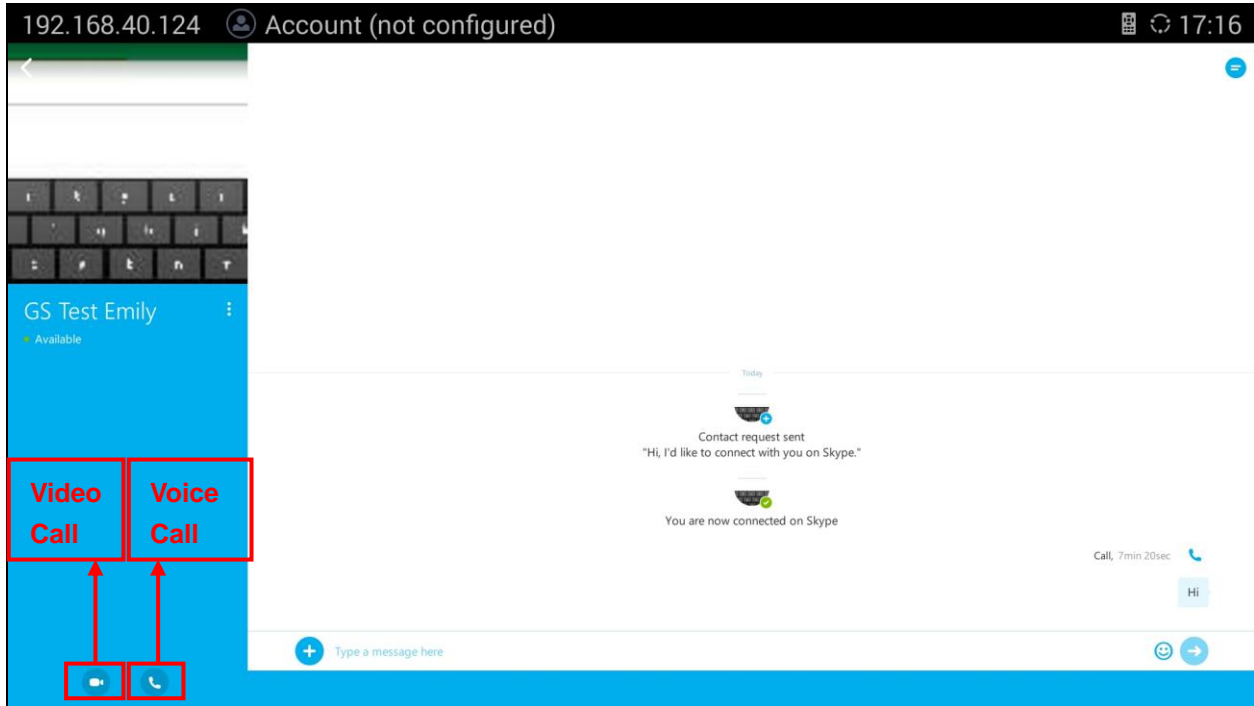 192.168.40.124 Account (not configured) 17:16
GS Test Emily
Available
Video Call
Voice Call
Today
Contact request sent
"Hi, I'd like to connect with you on Skype."
You are now connected on Skype
Call, 7min 20sec
Hi
Type a message here